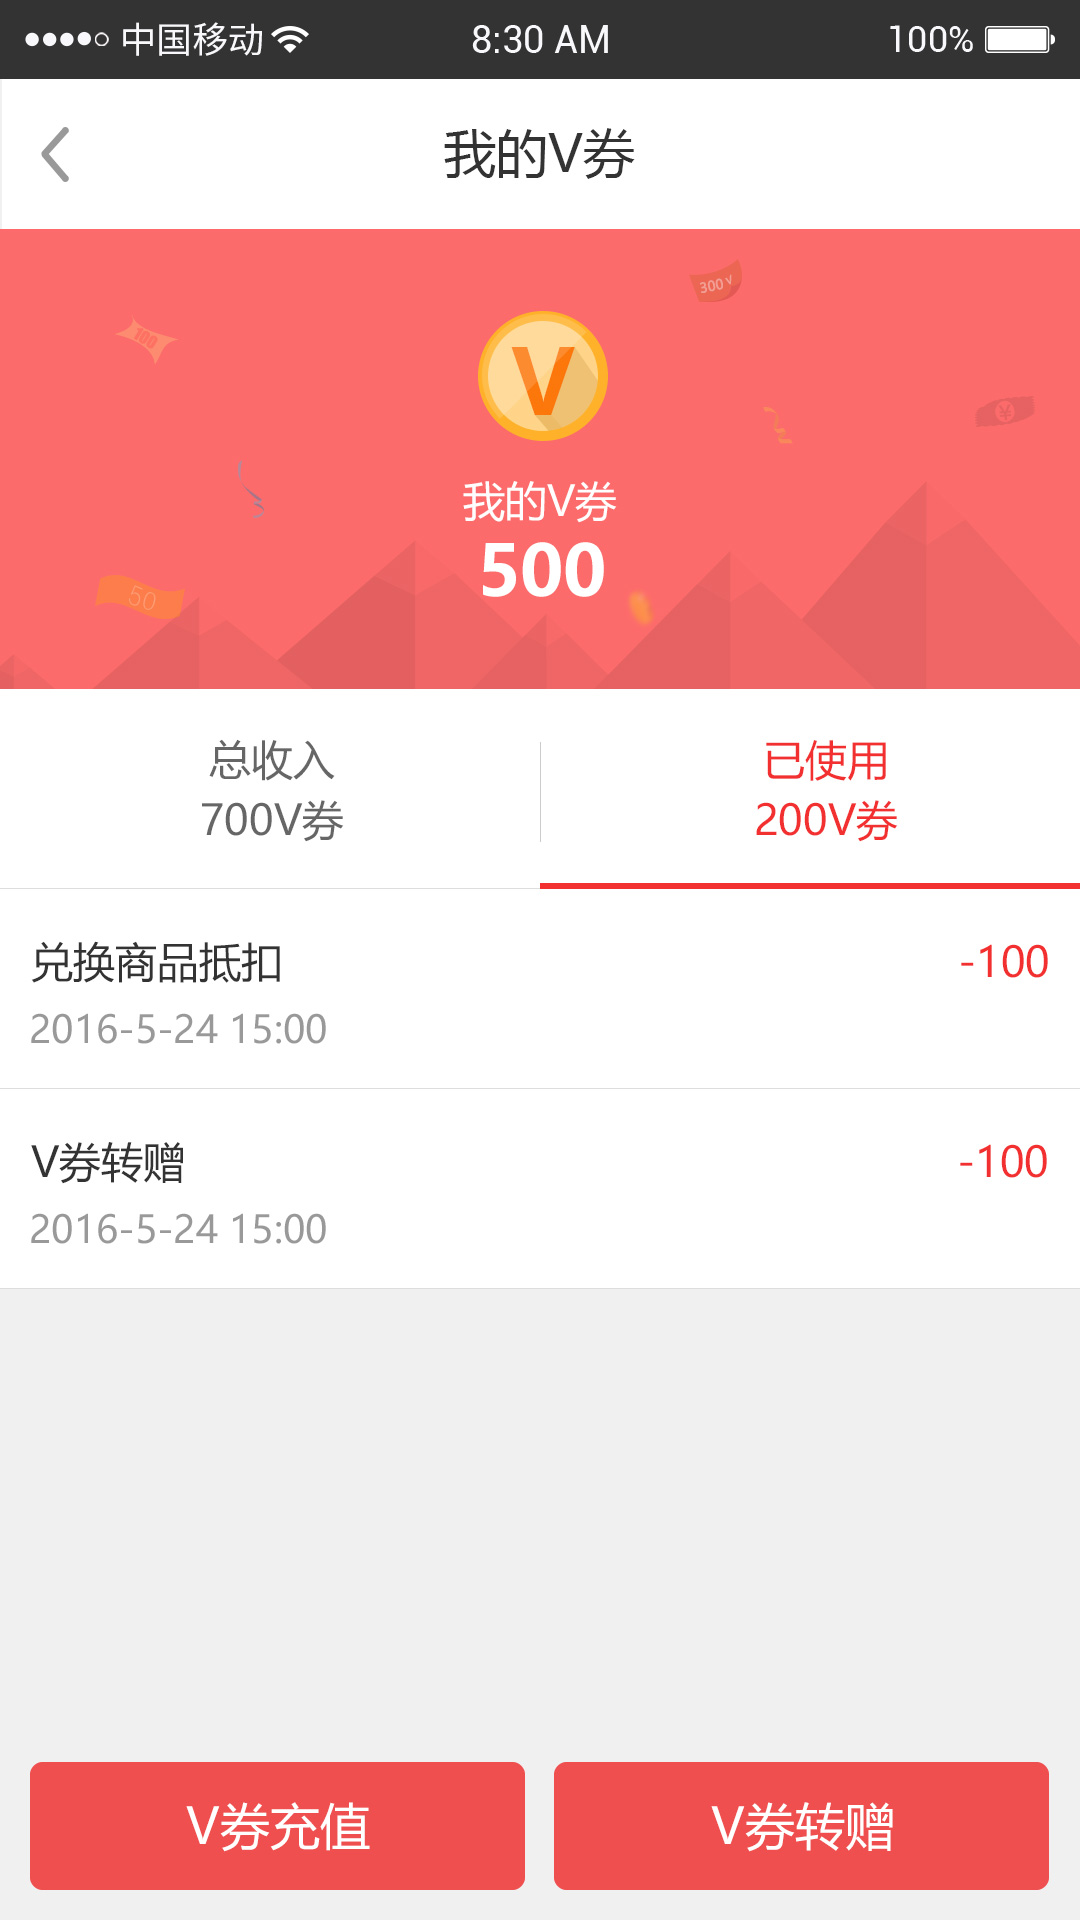 中国移动 8:30 AM 100%
我的V券
300 V
100
V
¥
我的V券
500
50
总收入 已使用
700V券 200V券
兑换商品抵扣 -100
2016-5-24 15:00
V券转赠 -100
2016-5-24 15:00
V券充值 V券转赠